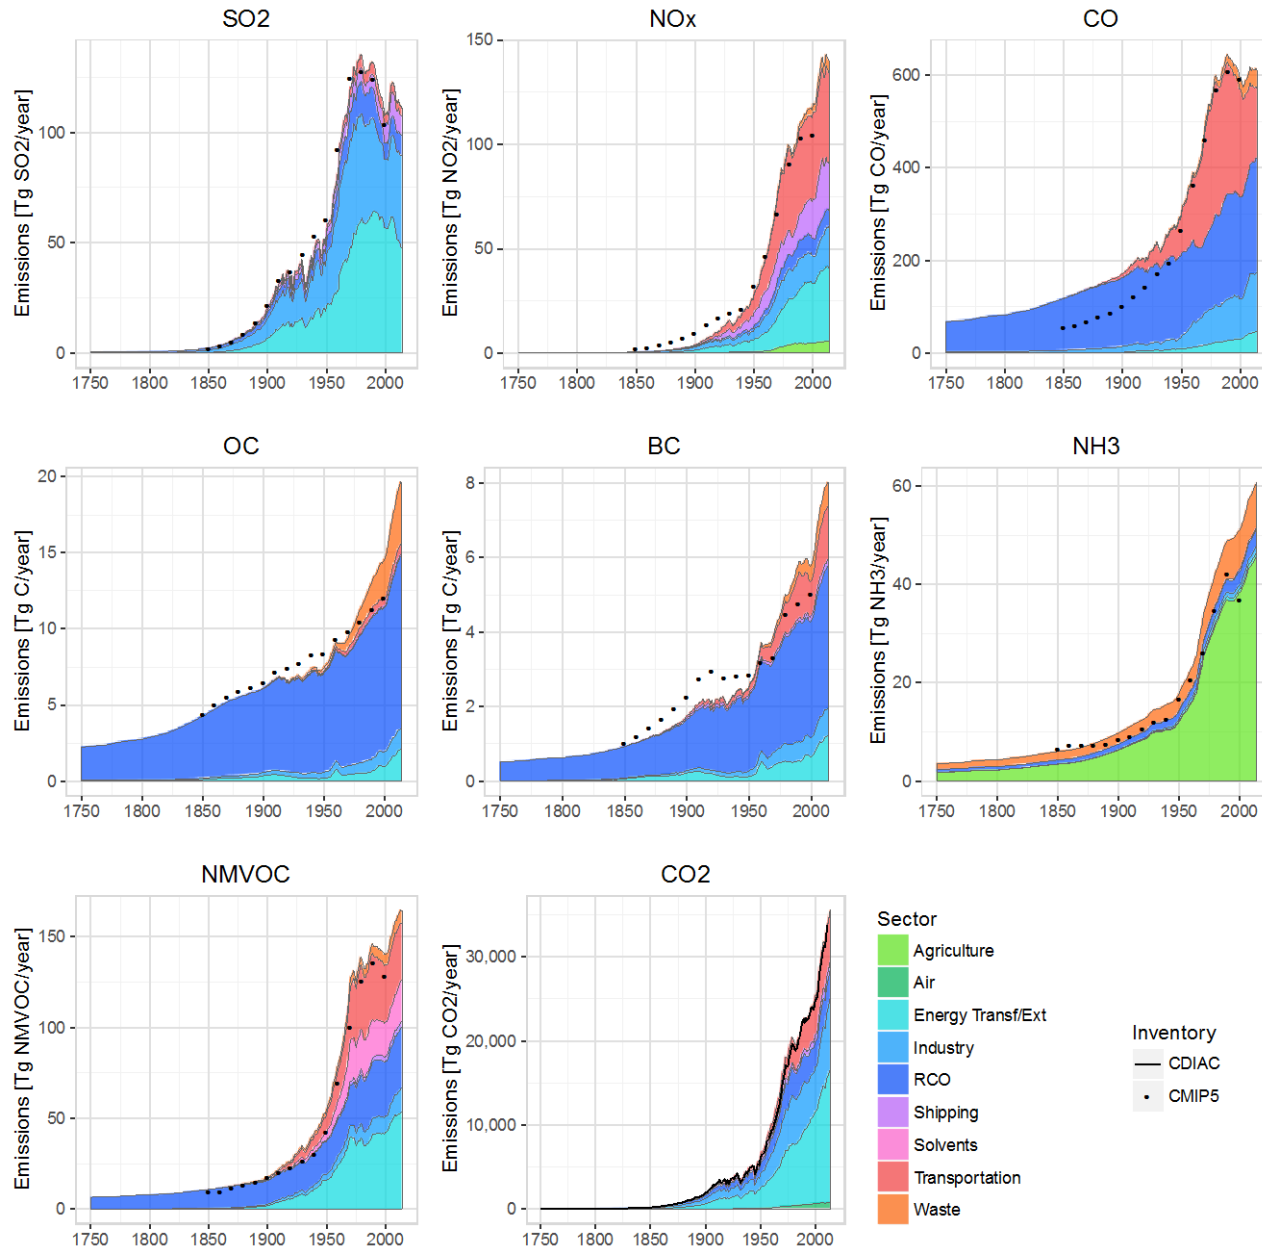 SO2
Emissions [Tg SO2/year]
100
50
0
1750 1800 1850 1900 1950 2000
NOx
Emissions [Tg NO2/year]
150
100
50
0
1750 1800 1850 1900 1950 2000
CO
Emissions [Tg CO/year]
600
400
200
0
1750 1800 1850 1900 1950 2000
OC
Emissions [Tg C/year]
20
15
10
5
0
1750 1800 1850 1900 1950 2000
BC
Emissions [Tg C/year]
8
6
4
2
0
1750 1800 1850 1900 1950 2000
NH3
Emissions [Tg NH3/year]
60
40
20
0
1750 1800 1850 1900 1950 2000
NMVOC
Emissions [Tg NMVOC/year]
150
100
50
0
1750 1800 1850 1900 1950 2000
CO2
Emissions [Tg CO2/year]
30,000
20,000
10,000
0
1750 1800 1850 1900 1950 2000
Sector
Agriculture
Air
Energy Transf/Ext
Industry
RCO
Shipping
Solvents
Transportation
Waste
Inventory
CDIAC
CMIP5